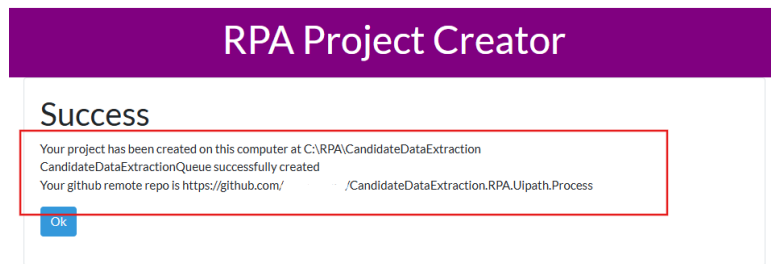 RPA Project Creator
Success
Your project has been created on this computer at C:\RPA\CandidateDataExtraction
CandidateDataExtractionQueue successfully created
Your github remote repo is https://github.com/ /CandidateDataExtraction.RPA.Uipath.Process
Ok